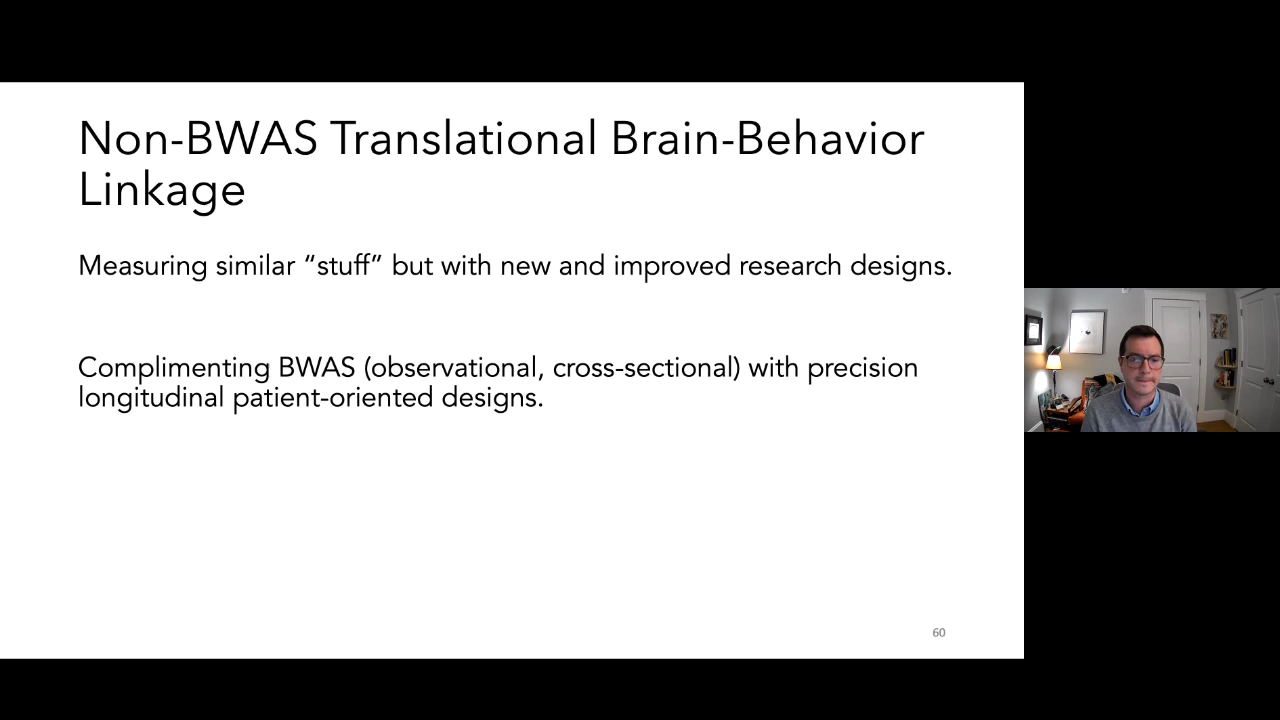 Non-BWAS Translational Brain-Behavior
Linkage
Measuring similar “stuff” but with new and improved research designs.
Complimenting BWAS (observational, cross-sectional) with precision
longitudinal patient-oriented designs.
60